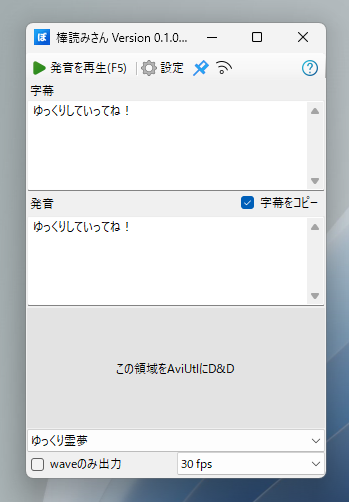 ぼ 棒読みさん Version 0.1.0...
発音を再生(F5) 設定
字幕
ゆっくりしていってね！
発音 字幕をコピー
ゆっくりしていってね！
この領域をAviUtlにD&D
ゆっくり霊夢
waveのみ出力 30 fps